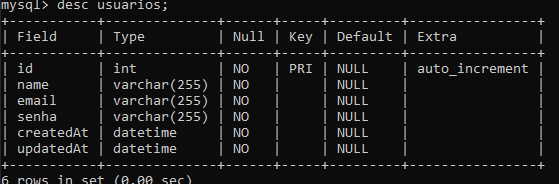 mysql> desc usuarios;
+-----------+--------------+------+-----+---------+----------------+
| Field     | Type         | Null | Key | Default | Extra          |
+-----------+--------------+------+-----+---------+----------------+
| id        | int          | NO   | PRI | NULL    | auto_increment |
| name      | varchar(255) | NO   |     | NULL    |                |
| email     | varchar(255) | NO   |     | NULL    |                |
| senha     | varchar(255) | NO   |     | NULL    |                |
| createdAt | datetime     | NO   |     | NULL    |                |
| updatedAt | datetime     | NO   |     | NULL    |                |
+-----------+--------------+------+-----+---------+----------------+
6 rows in set (0.00 sec)